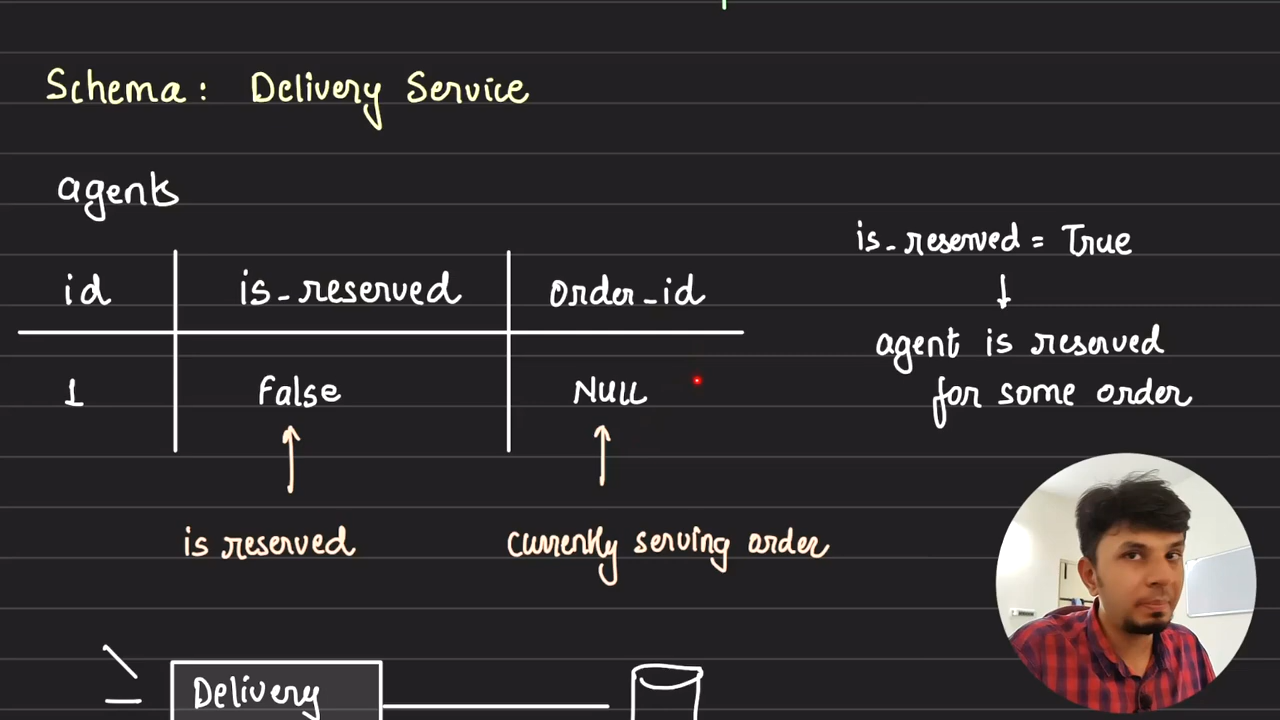 Schema: Delivery Service
agents
id is_reserved order_id
1 False NULL
is reserved currently serving order
is_reserved = True
agent is reserved
for some order
Delivery